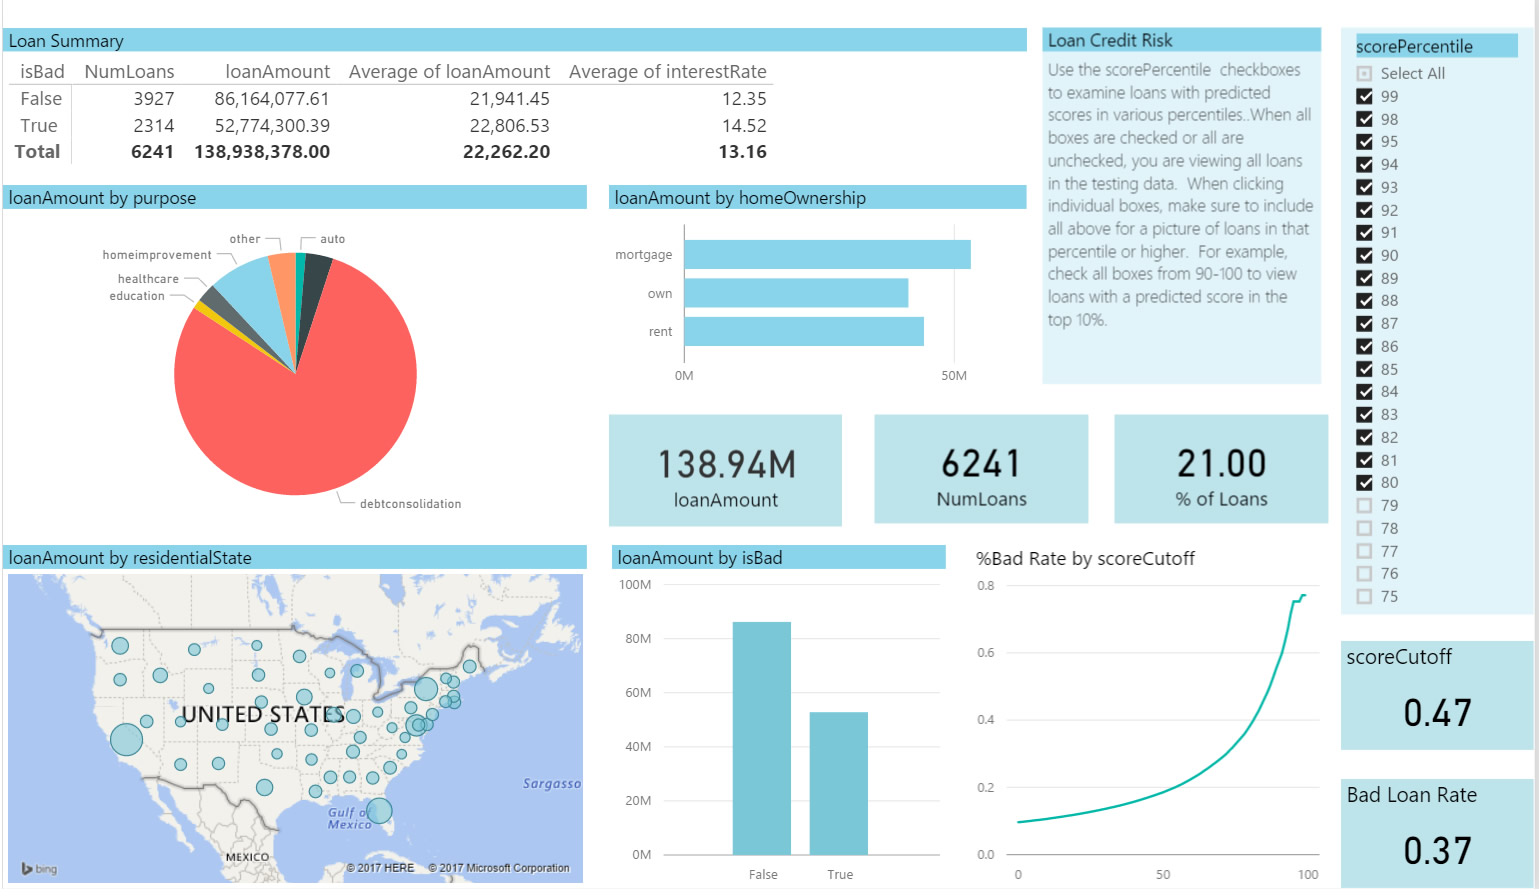 Loan Summary
isBad NumLoans loanAmount Average of loanAmount Average of interestRate
False 3927 86,164,077.61 21,941.45 12.35
True 2314 52,774,300.39 22,806.53 14.52
Total 6241 138,938,378.00 22,262.20 13.16
Loan Credit Risk
Use the scorePercentile checkboxes
to examine loans with predicted
scores in various percentiles..When all
boxes are checked or all are
unchecked, you are viewing all loans
in the testing data. When clicking
individual boxes, make sure to include
all above for a picture of loans in that
percentile or higher. For example,
check all boxes from 90-100 to view
loans with a predicted score in the
top 10%.
scorePercentile
Select All
99
98
95
94
93
92
91
90
89
88
87
86
85
84
83
82
81
80
79
78
77
76
75
loanAmount by purpose
other
auto
homeimprovement
healthcare
education
debtconsolidation
loanAmount by homeOwnership
mortgage
own
rent
0M 50M
138.94M
loanAmount
6241
NumLoans
21.00
% of Loans
loanAmount by residentialState
UNITED STATES
Sargasso
Gulf of
Mexico
MEXICO
bing
© 2017 HERE © 2017 Microsoft Corporation
loanAmount by isBad
100M
80M
60M
40M
20M
0M
False True
%Bad Rate by scoreCutoff
0.8
0.6
0.4
0.2
0.0
0 50 100
scoreCutoff
0.47
Bad Loan Rate
0.37